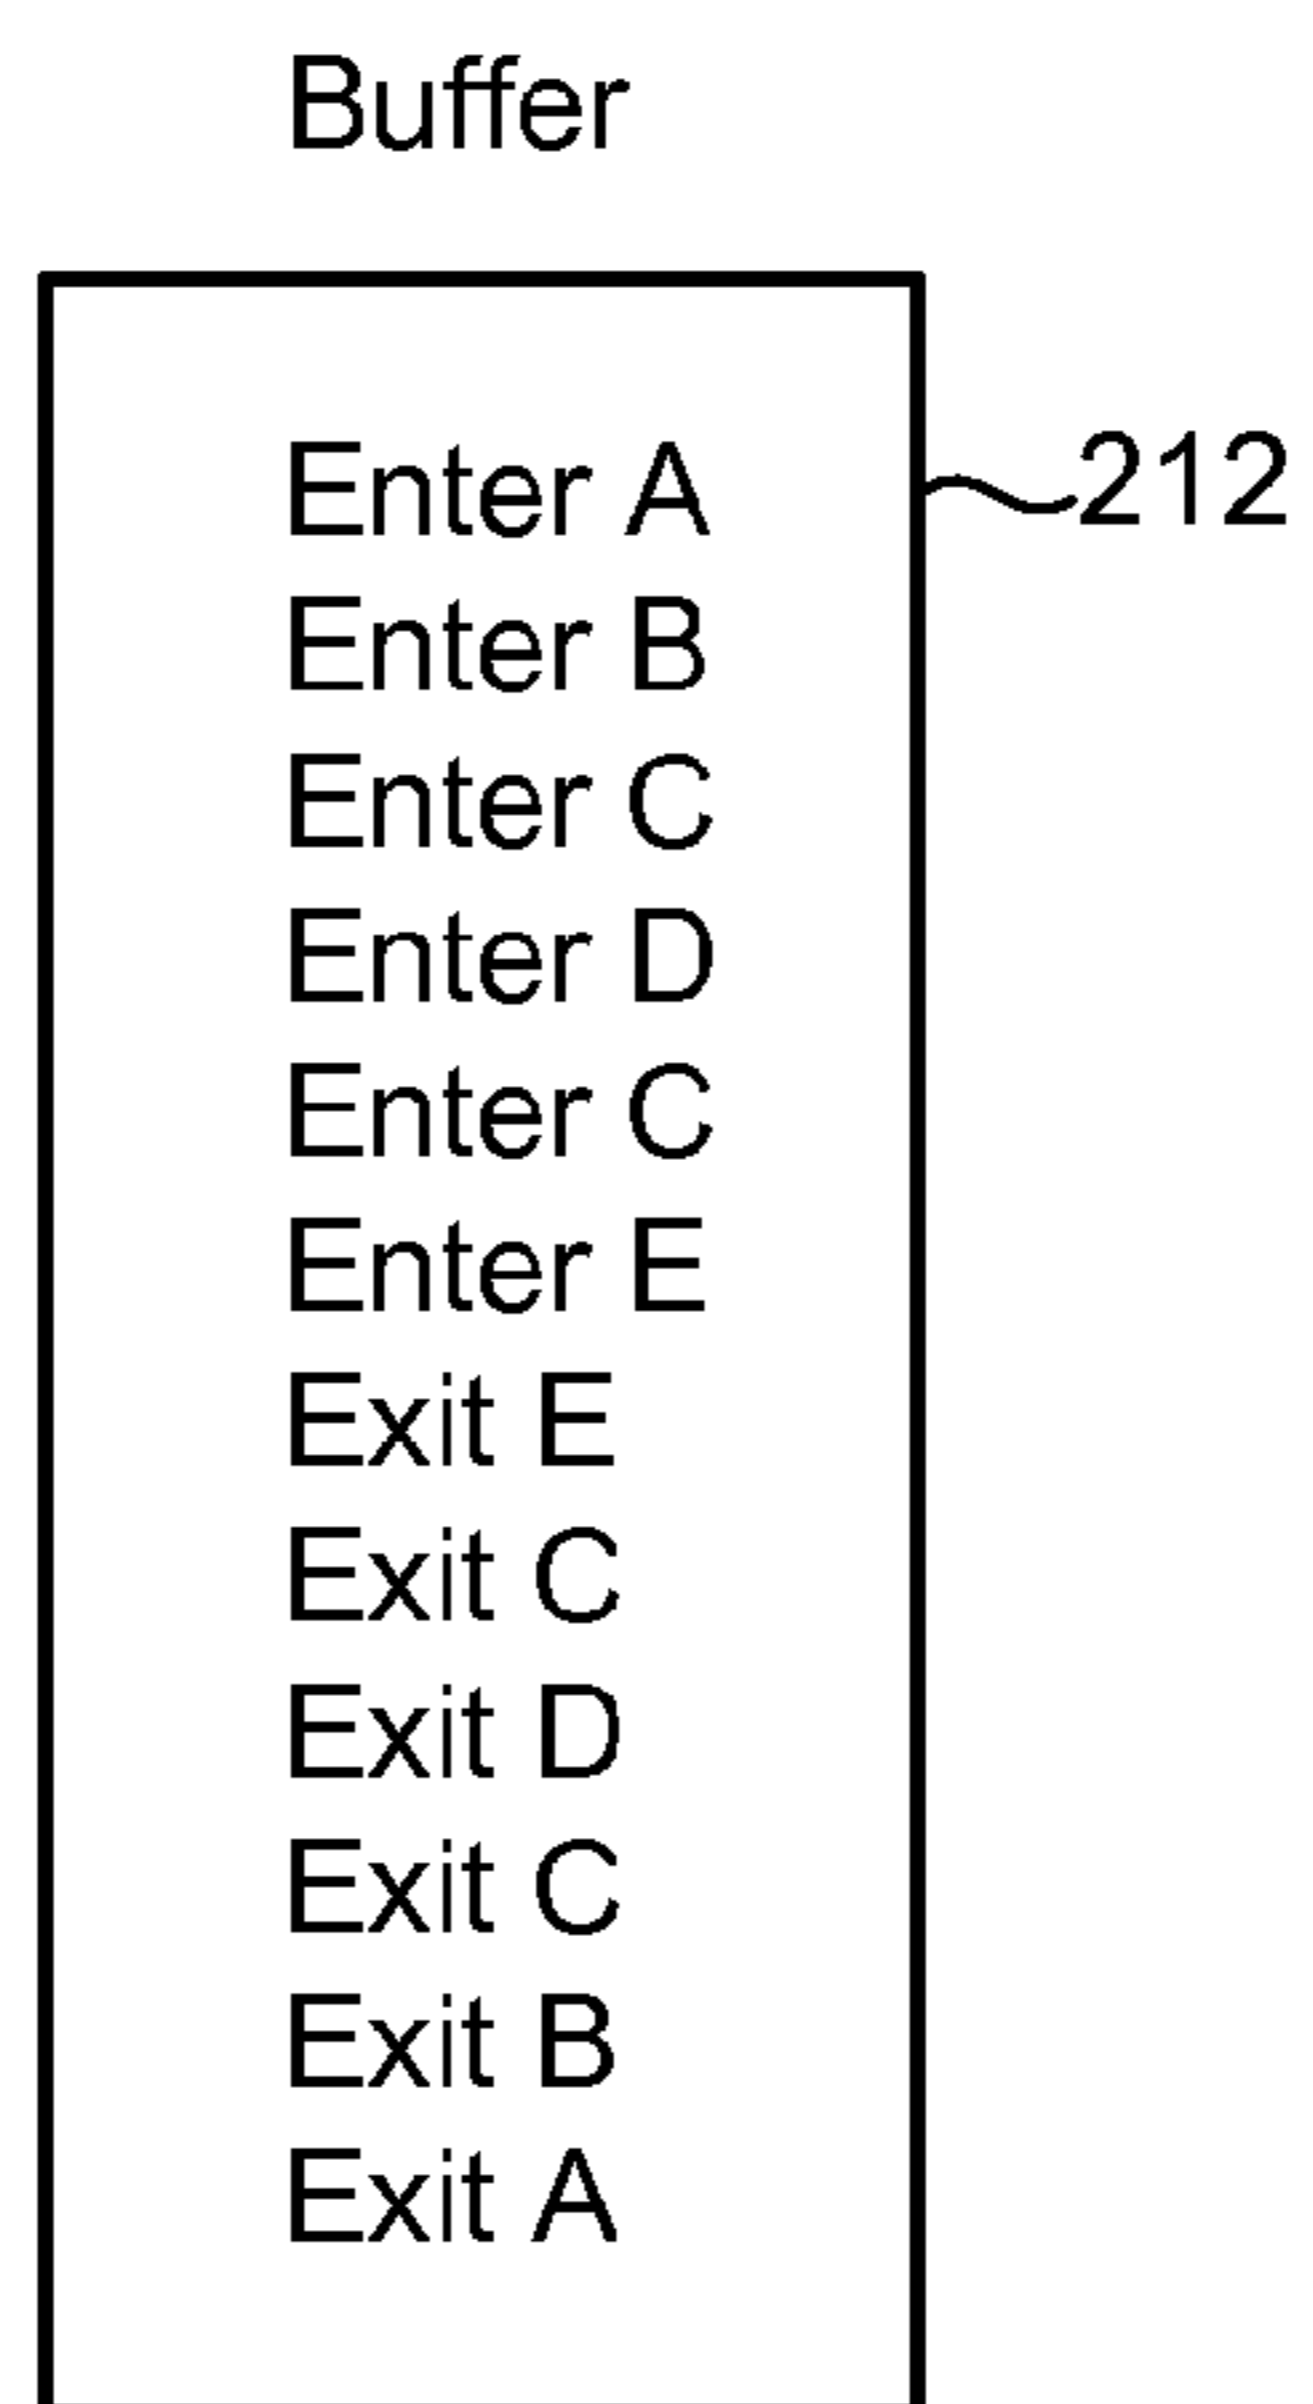 Buffer
Enter A 212
Enter B
Enter C
Enter D
Enter C
Enter E
Exit E
Exit C
Exit D
Exit C
Exit B
Exit A